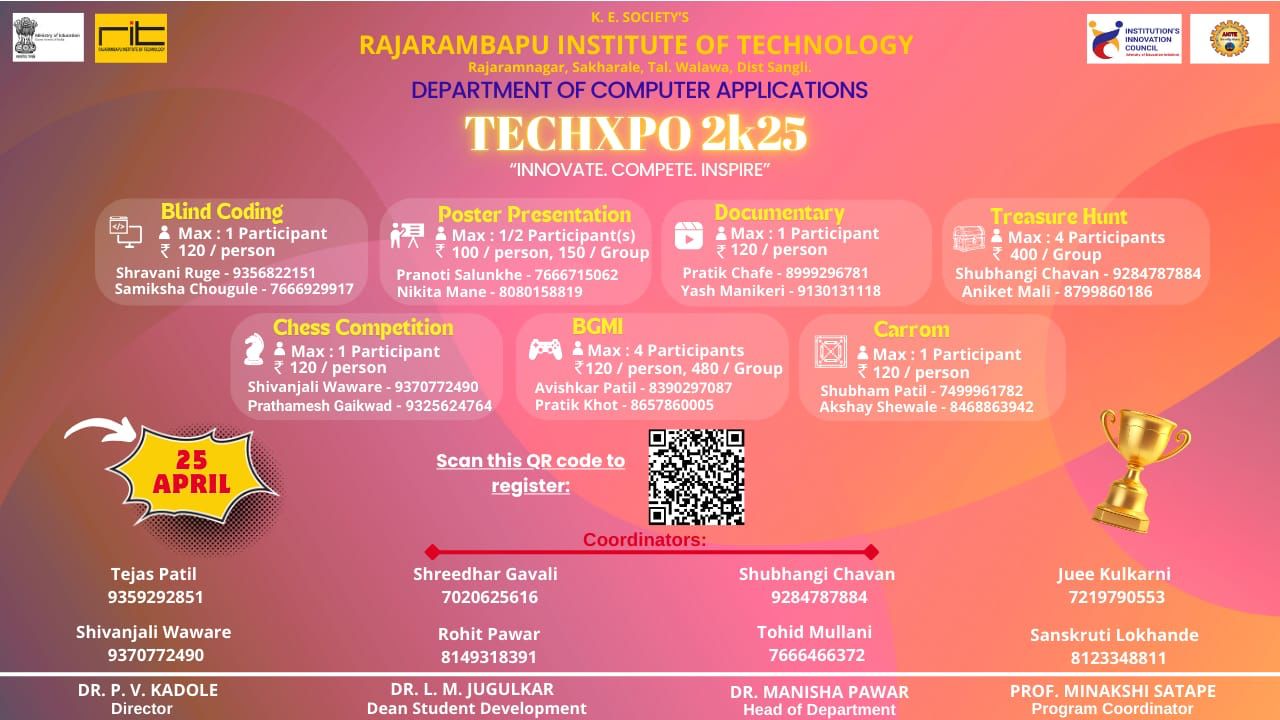 Ministry of Education
rit
RAJARAMBAPU INSTITUTE OF TECHNOLOGY
K. E. SOCIETY'S
RAJARAMBAPU INSTITUTE OF TECHNOLOGY
Rajaramnagar, Sakharale, Tal. Walawa, Dist Sangli.
DEPARTMENT OF COMPUTER APPLICATIONS
INSTITUTION'S
INNOVATION
COUNCIL
AICTE
TECHXPO 2k25
“INNOVATE. COMPETE. INSPIRE”
Blind Coding
Max : 1 Participant
₹ 120 / person
Shravani Ruge - 9356822151
Samiksha Chougule - 7666929917
Poster Presentation
Max : 1/2 Participant(s)
₹ 100 / person, 150 / Group
Pranoti Salunkhe - 7666715062
Nikita Mane - 8080158819
Documentary
Max : 1 Participant
₹ 120 / person
Pratik Chafe - 8999296781
Yash Manikeri - 9130131118
Treasure Hunt
Max : 4 Participants
₹ 400 / Group
Shubhangi Chavan - 9284787884
Aniket Mali - 8799860186
Chess Competition
Max : 1 Participant
₹ 120 / person
Shivanjali Waware - 9370772490
Prathamesh Gaikwad - 9325624764
BGMI
Max : 4 Participants
₹120 / person, 480 / Group
Avishkar Patil - 8390297087
Pratik Khot - 8657860005
Carrom
Max : 1 Participant
₹ 120 / person
Shubham Patil - 7499961782
Akshay Shewale - 8468863942
25
APRIL
Scan this QR code to
register:
Coordinators:
Tejas Patil
9359292851
Shreedhar Gavali
7020625616
Shubhangi Chavan
9284787884
Juee Kulkarni
7219790553
Shivanjali Waware
9370772490
Rohit Pawar
8149318391
Tohid Mullani
7666466372
Sanskruti Lokhande
8123348811
DR. P. V. KADOLE
Director
DR. L. M. JUGULKAR
Dean Student Development
DR. MANISHA PAWAR
Head of Department
PROF. MINAKSHI SATAPE
Program Coordinator